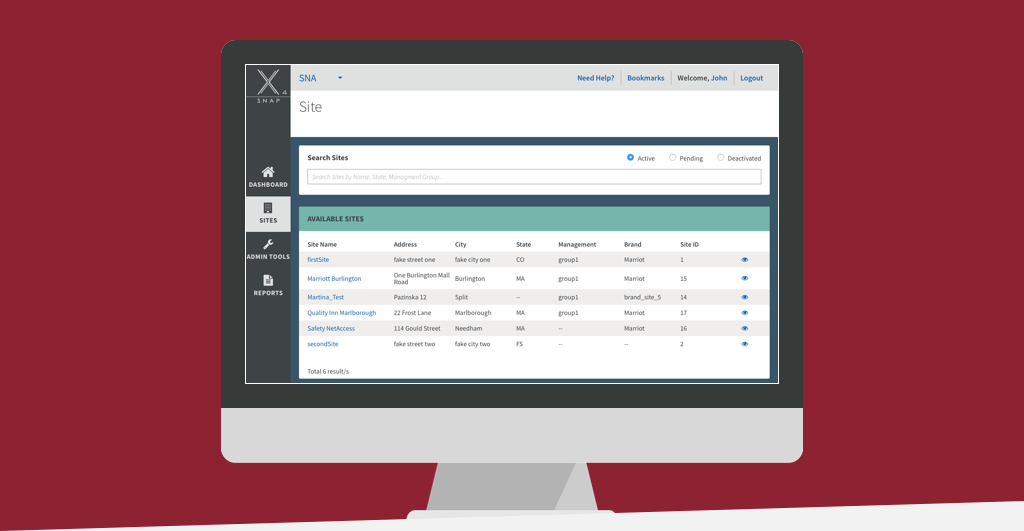 SNA
Need Help?
Bookmarks
Welcome, John
Logout
X
4
SNAP
Site
DASHBOARD
SITES
ADMIN TOOLS
REPORTS
Search Sites
Active
Pending
Deactivated
Search Sites by Name, State, Managment Group...
AVAILABLE SITES
Site Name Address City State Management Brand Site ID
firstSite fake street one fake city one CO group1 Marriot 1
Marriott Burlington One Burlington Mall Road Burlington MA group1 Marriot 15
Martina_Test Pazinska 12 Split -- group1 brand_site_5 14
Quality Inn Marlborough 22 Frost Lane Marlborough MA group1 Marriot 17
Safety NetAccess 114 Gould Street Needham MA -- Marriot 16
secondSite fake street two fake city two FS -- -- 2
Total 6 result/s